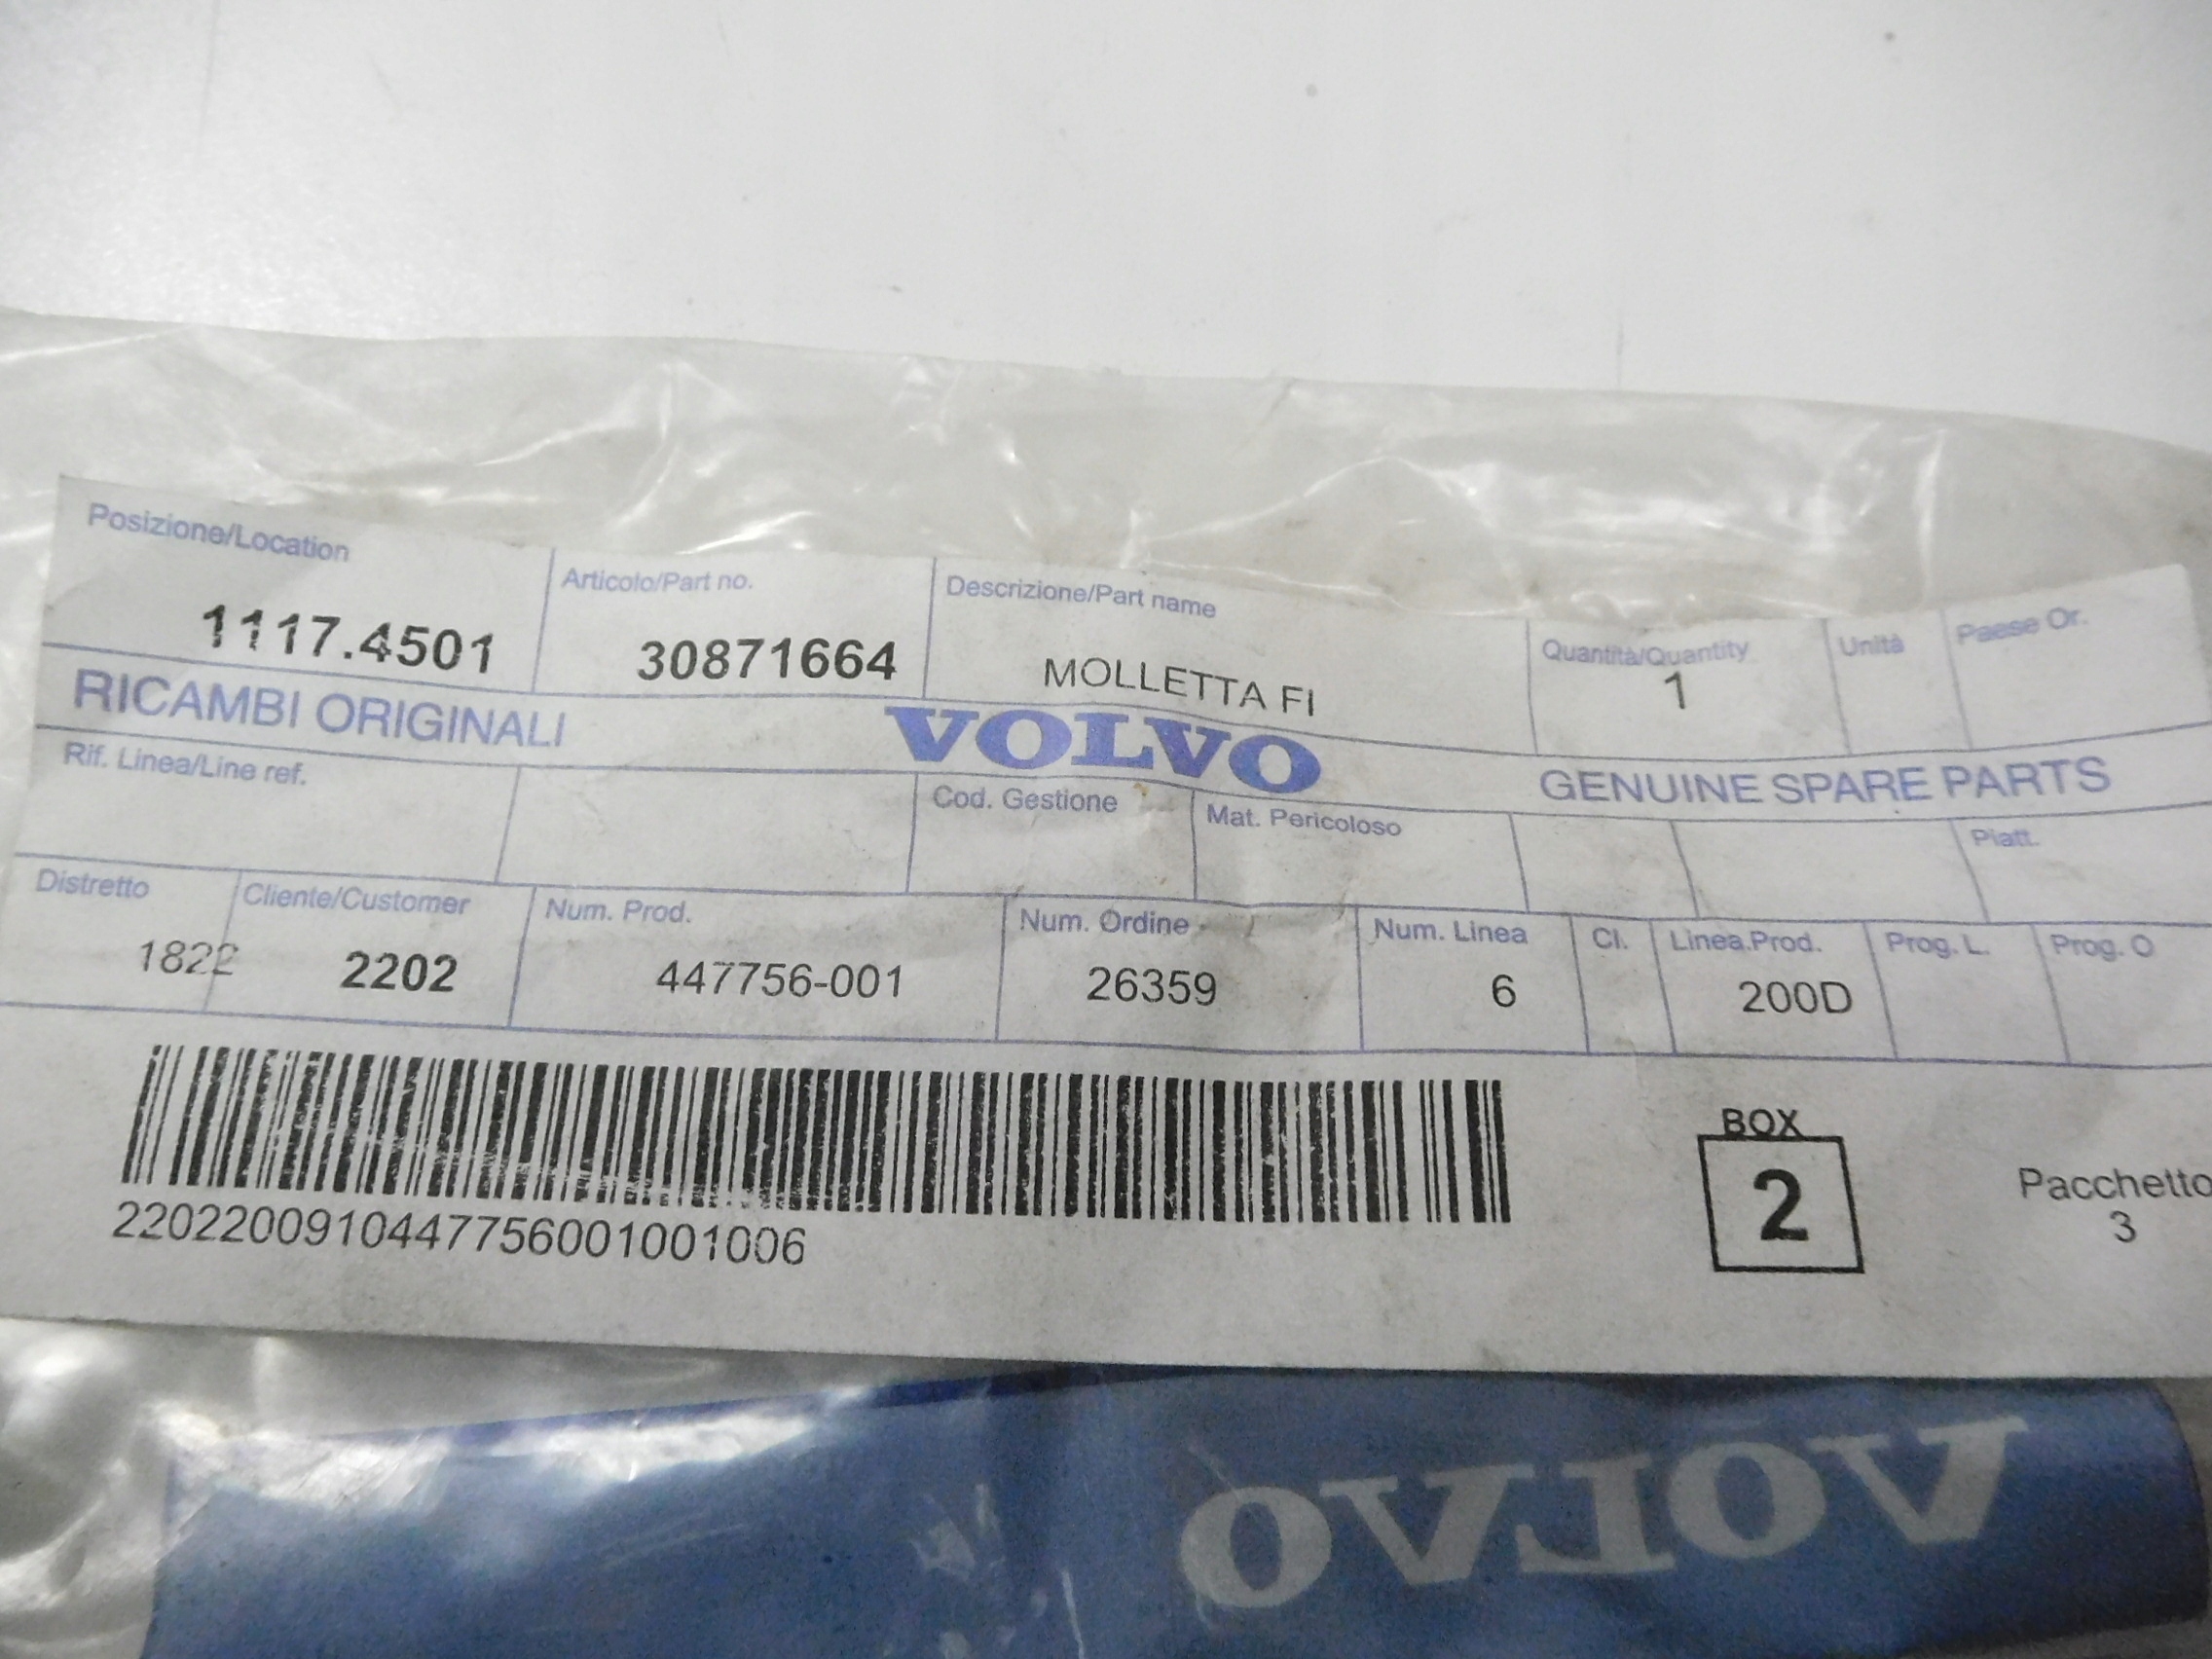 Posizione/Location Articolo/Part no. Descrizione/Part name Quantità/Quantity Unità Paese Or.
1117.4501 30871664 MOLLETTA FI 1
RICAMBI ORIGINALI VOLVO GENUINE SPARE PARTS
Rif. Linea/Line ref. Cod. Gestione Mat. Pericoloso Piatt.
Distretto Cliente/Customer Num. Prod. Num. Ordine Num. Linea Cl. Linea.Prod. Prog. L. Prog. O
1822 2202 447756-001 26359 6 200D
BOX
2
Pacchetto
3
2202200910447756001001006
VOLVO